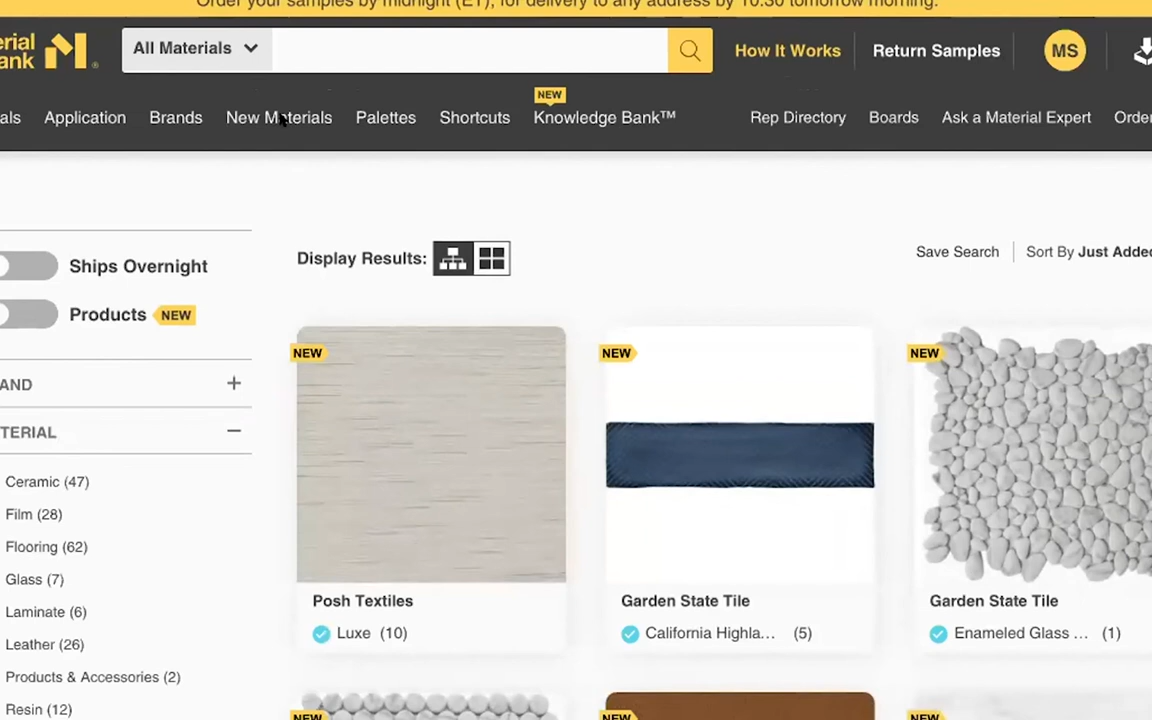 Order your samples by midnight (ET), for delivery to any address by 10:30 tomorrow morning.
erial
ank
All Materials
How It Works
Return Samples
MS
als
Application
Brands
New Materials
Palettes
Shortcuts
NEW
Knowledge Bank™
Rep Directory
Boards
Ask a Material Expert
Order
Ships Overnight
Products NEW
Display Results:
Save Search
Sort By Just Added
AND
TERIAL
Ceramic (47)
Film (28)
Flooring (62)
Glass (7)
Laminate (6)
Leather (26)
Products & Accessories (2)
Resin (12)
NEW
Posh Textiles
Luxe (10)
NEW
Garden State Tile
California Highla... (5)
NEW
Garden State Tile
Enameled Glass ... (1)
NEW
NEW
NEW